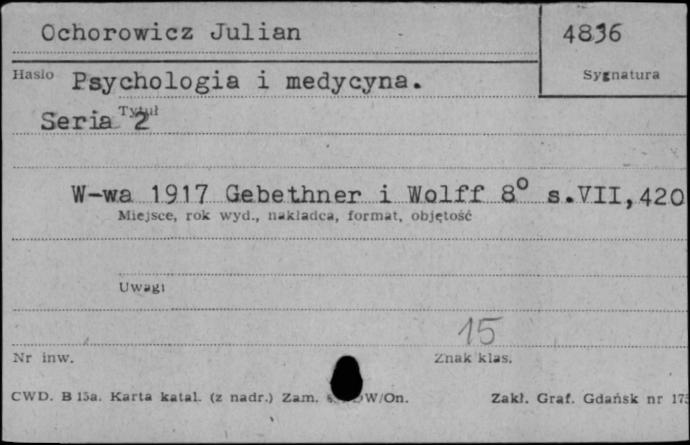 Ochorowicz Julian
4836
Hasło
Sygnatura
Psychologia i medycyna.
Tytuł
Seria 2
W-wa 1917 Gebethner i Wolff 8° s.VII,420
Miejsce, rok wyd., nakładca, format, objętość
Uwagi
15
Nr inw.
Znak klas.
CWD. B 15a. Karta katal. (z nadr.) Zam. W/On.
Zakł. Graf. Gdańsk nr 175